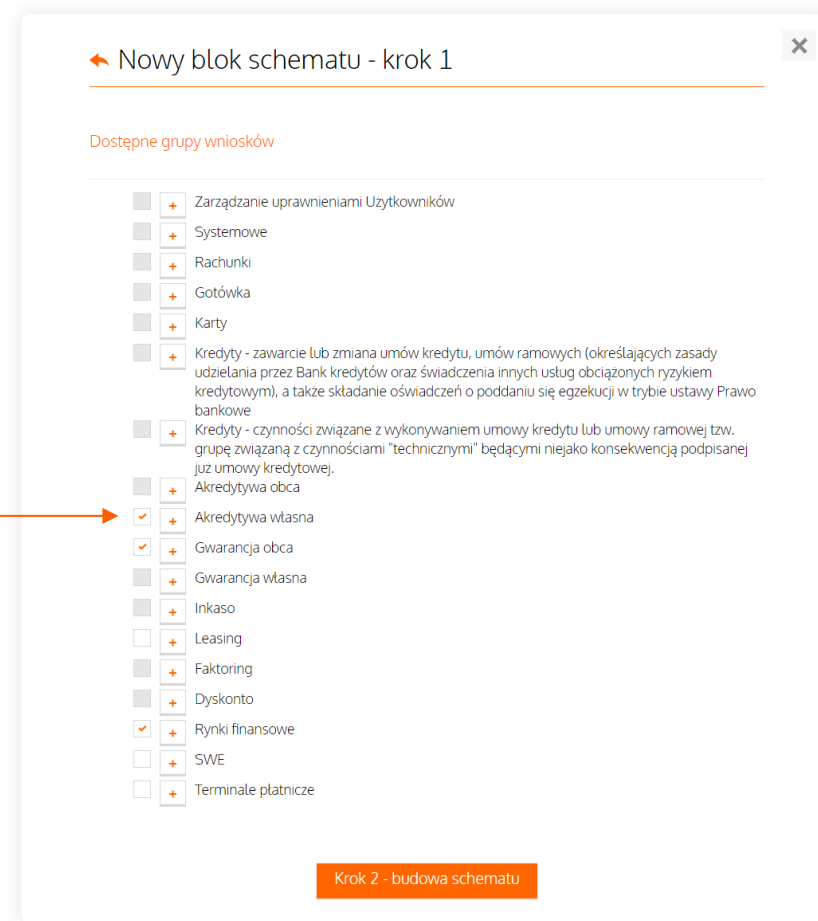 Nowy blok schematu - krok 1
Dostępne grupy wniosków
Zarządzanie uprawnieniami Użytkowników
Systemowe
Rachunki
Gotówka
Karty
Kredyty - zawarcie lub zmiana umów kredytu, umów ramowych (określających zasady
udzielania przez Bank kredytów oraz świadczenia innych usług obciążonych ryzykiem
kredytowym), a także składanie oświadczeń o poddaniu się egzekucji w trybie ustawy Prawo
bankowe
Kredyty - czynności związane z wykonywaniem umowy kredytu lub umowy ramowej tzw.
grupę związaną z czynnościami "technicznymi" będącymi niejako konsekwencją podpisanej
już umowy kredytowej.
Akredytywa obca
Akredytywa własna
Gwarancja obca
Gwarancja własna
Inkaso
Leasing
Faktoring
Dyskonto
Rynki finansowe
SWE
Terminale płatnicze
Krok 2 - budowa schematu